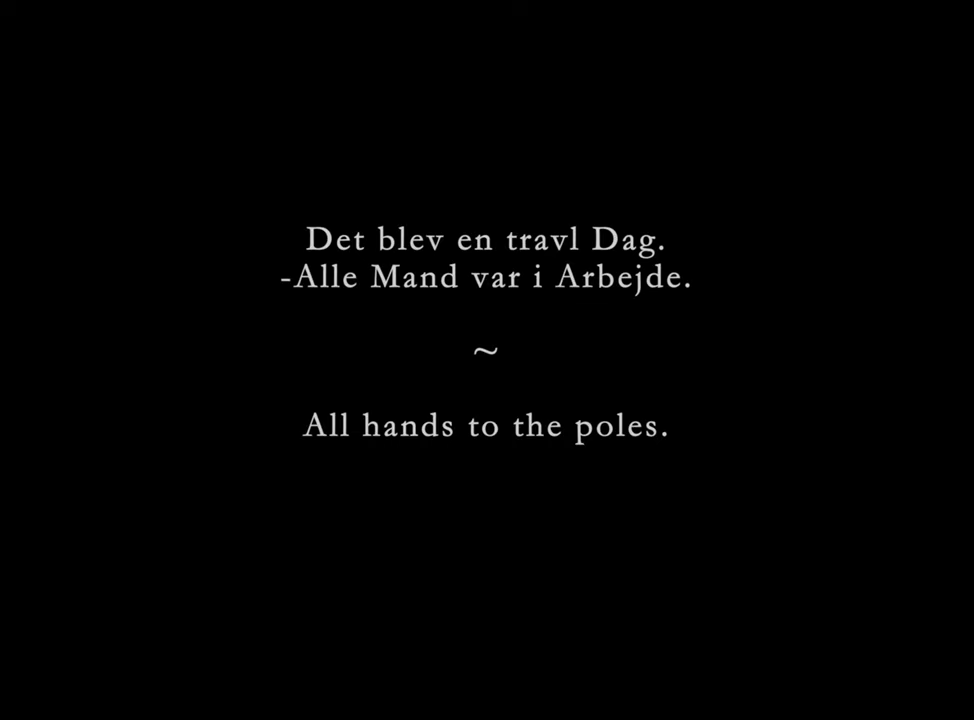 Det blev en travl Dag.
-Alle Mand var i Arbejde.
~
All hands to the poles.